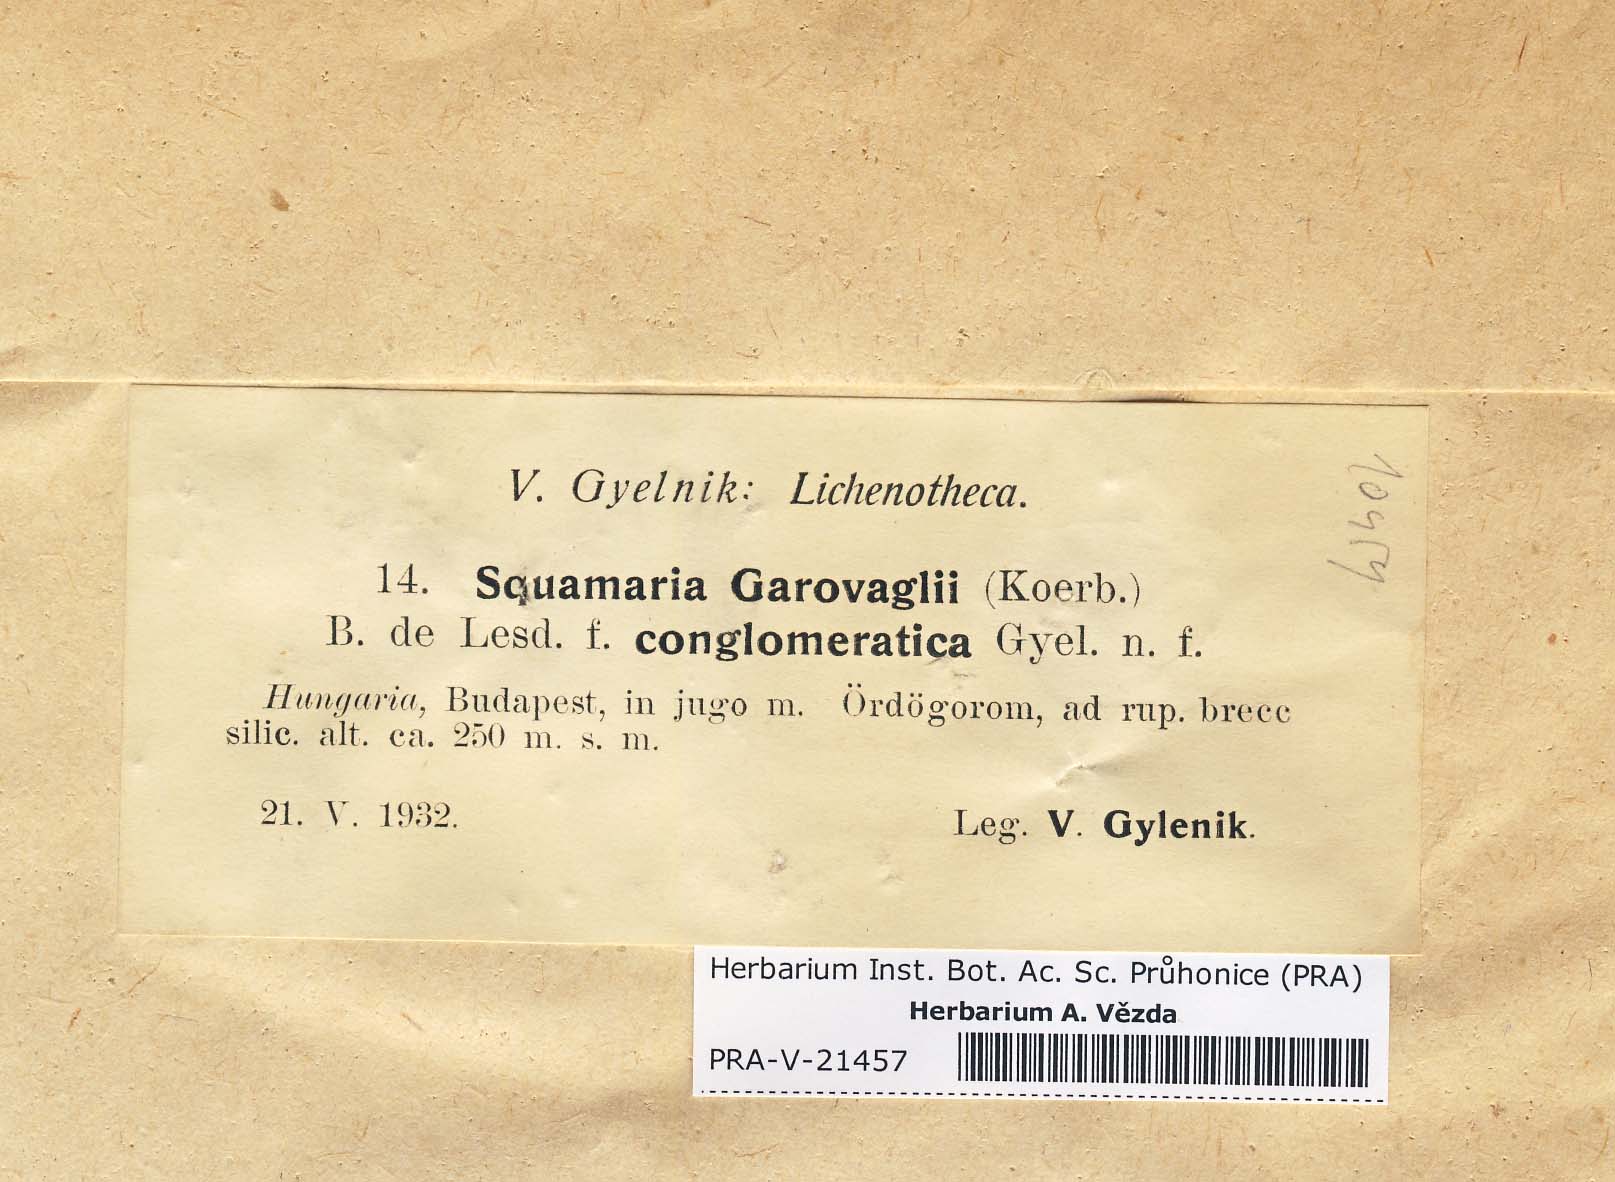 V. Gyelnik: Lichenotheca.
14. Squamaria Garovaglii (Koerb.)
B. de Lesd. f. conglomeratica Gyel. n. f.
Hungaria, Budapest, in jugo m. Ördögorom, ad rup. brecc
silic. alt. ca. 250 m. s. m.
21. V. 1932.
Leg. V. Gylenik.
Herbarium Inst. Bot. Ac. Sc. Průhonice (PRA)
Herbarium A. Vězda
PRA-V-21457